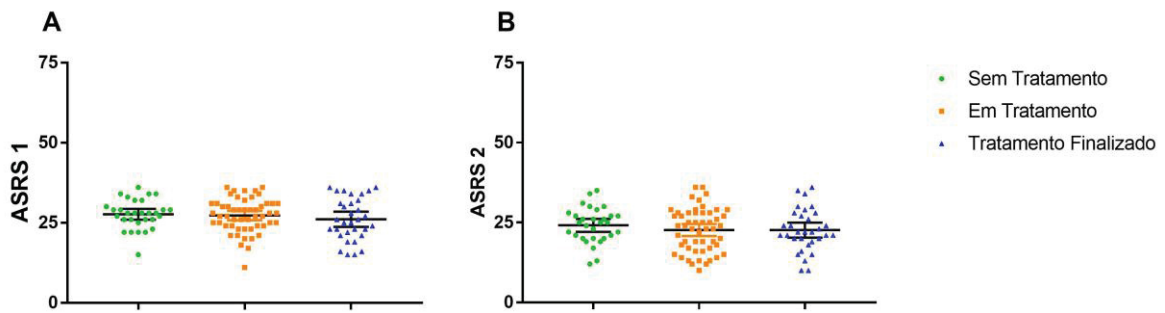 A
75
50
25
0
ASRS 1
B
75
50
25
0
ASRS 2
Sem Tratamento
Em Tratamento
Tratamento Finalizado